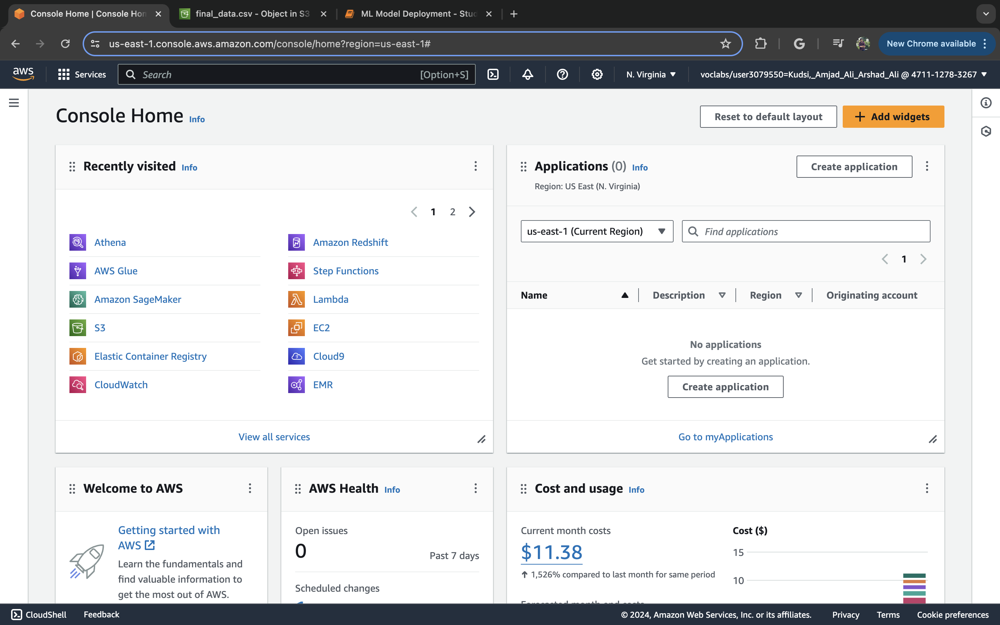 Console Home | Console Hom
final_data.csv - Object in S3
ML Model Deployment - Stud
us-east-1.console.aws.amazon.com/console/home?region=us-east-1#
New Chrome available
aws
Services
Search
[Option+S]
N. Virginia
voclabs/user3079550=Kudsi,_Amjad_Ali_Arshad_Ali @ 4711-1278-3267
Console Home Info
Reset to default layout
Add widgets
Recently visited Info
1 2
Athena
AWS Glue
Amazon SageMaker
S3
Elastic Container Registry
CloudWatch
Amazon Redshift
Step Functions
Lambda
EC2
Cloud9
EMR
View all services
Applications (0) Info
Region: US East (N. Virginia)
Create application
us-east-1 (Current Region)
Find applications
1
Name Description Region Originating account
No applications
Get started by creating an application.
Create application
Go to myApplications
Welcome to AWS
Getting started with
AWS
Learn the fundamentals and
find valuable information to
get the most out of AWS.
AWS Health Info
Open issues
0
Past 7 days
Scheduled changes
Cost and usage Info
Current month costs
$11.38
1,526% compared to last month for same period
Forecasted month end costs
Cost ($)
15
10
CloudShell
Feedback
© 2024, Amazon Web Services, Inc. or its affiliates.
Privacy
Terms
Cookie preferences